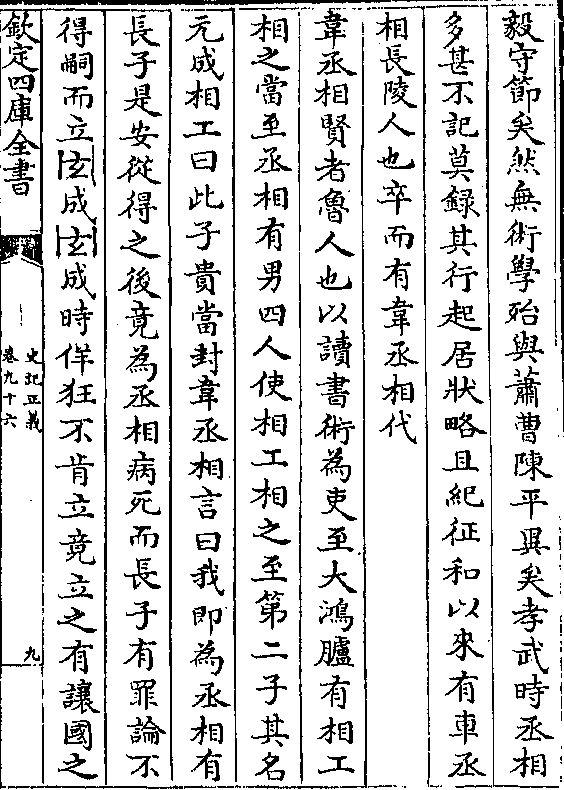 毅守節矣然無術學殆與蕭曹陳平異矣孝武時丞相
多甚不記莫録其行起居狀略且紀征和以來有車丞
相長陵人也卒而有韋丞相代
韋丞相賢者魯人也以讀書術為吏至大鴻臚有相工
相之當至丞相有男四人使相工相之至第二子其名
元成相工曰此子貴當封韋丞相言曰我即為丞相有
長子是安從得之後竟為丞相病死而長子有罪論不
得嗣而立玄成玄成時佯狂不肯立竟立之有讓國之
欽定四庫全書
史記正義
卷九十六
九